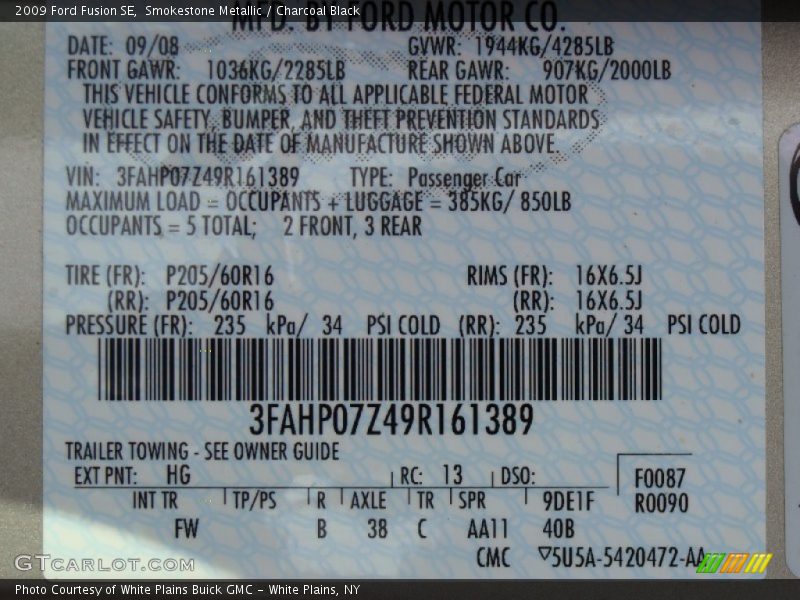 2009 Ford Fusion SE,  Smokestone Metallic / Charcoal Black
MFD. BY FORD MOTOR CO.
DATE: 09/08 GVWR: 1944KG/4285LB
FRONT GAWR: 1036KG/2285LB REAR GAWR: 907KG/2000LB
THIS VEHICLE CONFORMS TO ALL APPLICABLE FEDERAL MOTOR
VEHICLE SAFETY, BUMPER, AND THEFT PREVENTION STANDARDS
IN EFFECT ON THE DATE OF MANUFACTURE SHOWN ABOVE.
VIN: 3FAHP07Z49R161389 TYPE: Passenger Car
MAXIMUM LOAD = OCCUPANTS + LUGGAGE = 385KG/ 850LB
OCCUPANTS = 5 TOTAL; 2 FRONT, 3 REAR
TIRE (FR): P205/60R16 RIMS (FR): 16X6.5J
(RR): P205/60R16 (RR): 16X6.5J
PRESSURE (FR): 235 kPa/ 34 PSI COLD (RR): 235 kPa/ 34 PSI COLD
3FAHP07Z49R161389
TRAILER TOWING - SEE OWNER GUIDE
EXT PNT: HG RC: 13 DSO: F0087
INT TR TP/PS R AXLE TR SPR 9DE1F R0090
FW B 38 C AA11 40B
CMC ▽5U5A-5420472-AA
GTCARLOT.COM
Photo Courtesy of White Plains Buick GMC - White Plains, NY